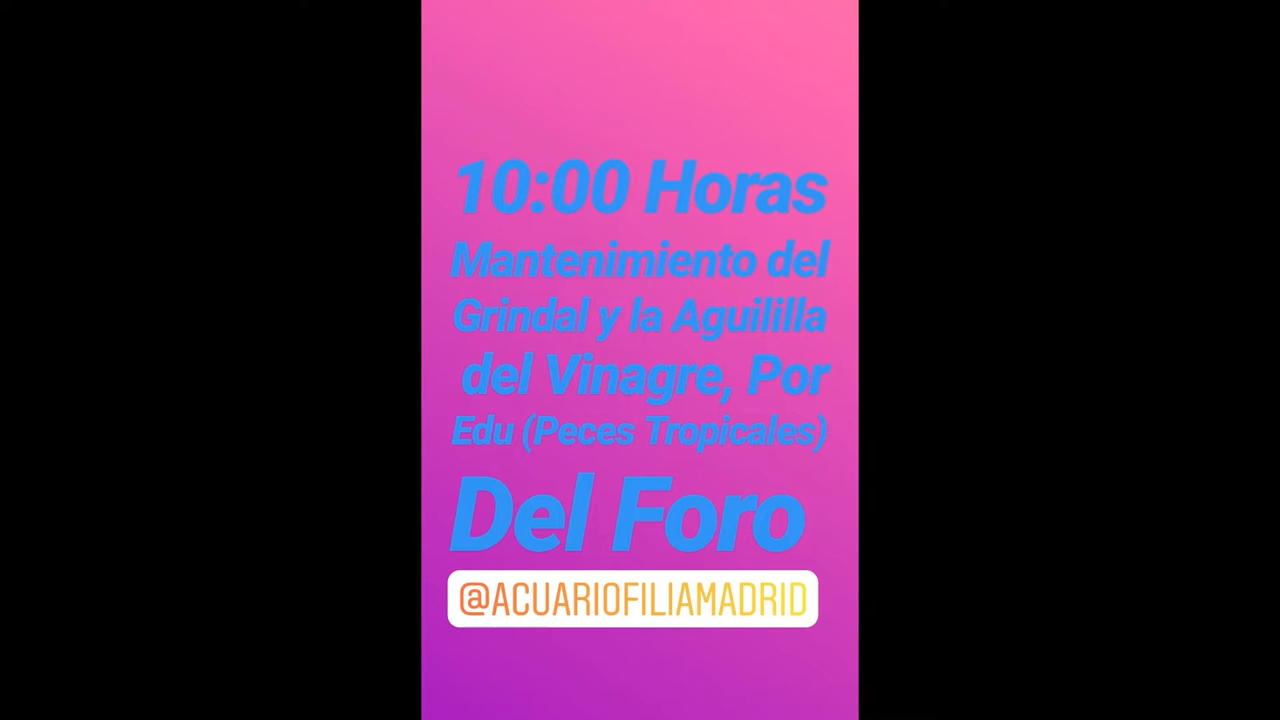 10:00 Horas
Mantenimiento del
Grindal y la Aguililla
del Vinagre, Por
Edu (Peces Tropicales)
Del Foro
@ACUARIOFILIAMADRID